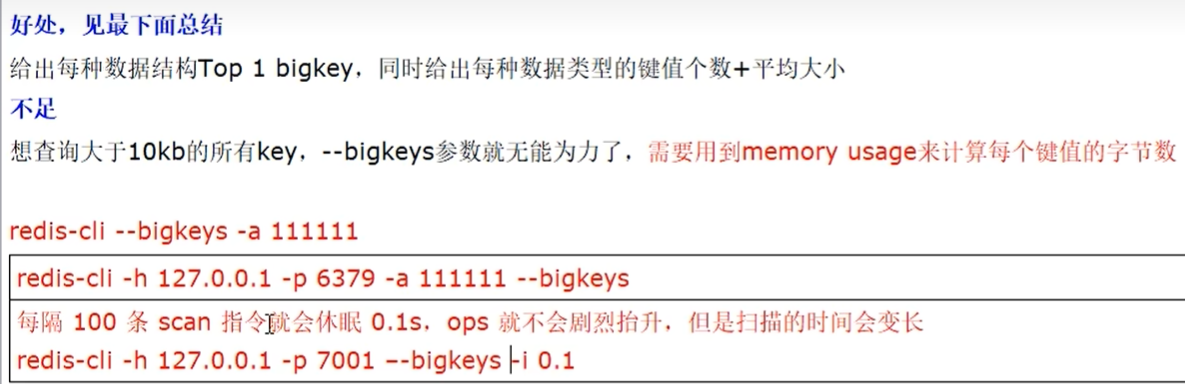 好处，见最下面总结
给出每种数据结构Top 1 bigkey，同时给出每种数据类型的键值个数+平均大小
不足
想查询大于10kb的所有key，--bigkeys参数就无能为力了，需要用到memory usage来计算每个键值的字节数
redis-cli --bigkeys -a 111111
redis-cli -h 127.0.0.1 -p 6379 -a 111111 --bigkeys
每隔 100 条 scan 指令就会休眠 0.1s，ops 就不会剧烈抬升，但是扫描的时间会变长
redis-cli -h 127.0.0.1 -p 7001 –-bigkeys -i 0.1